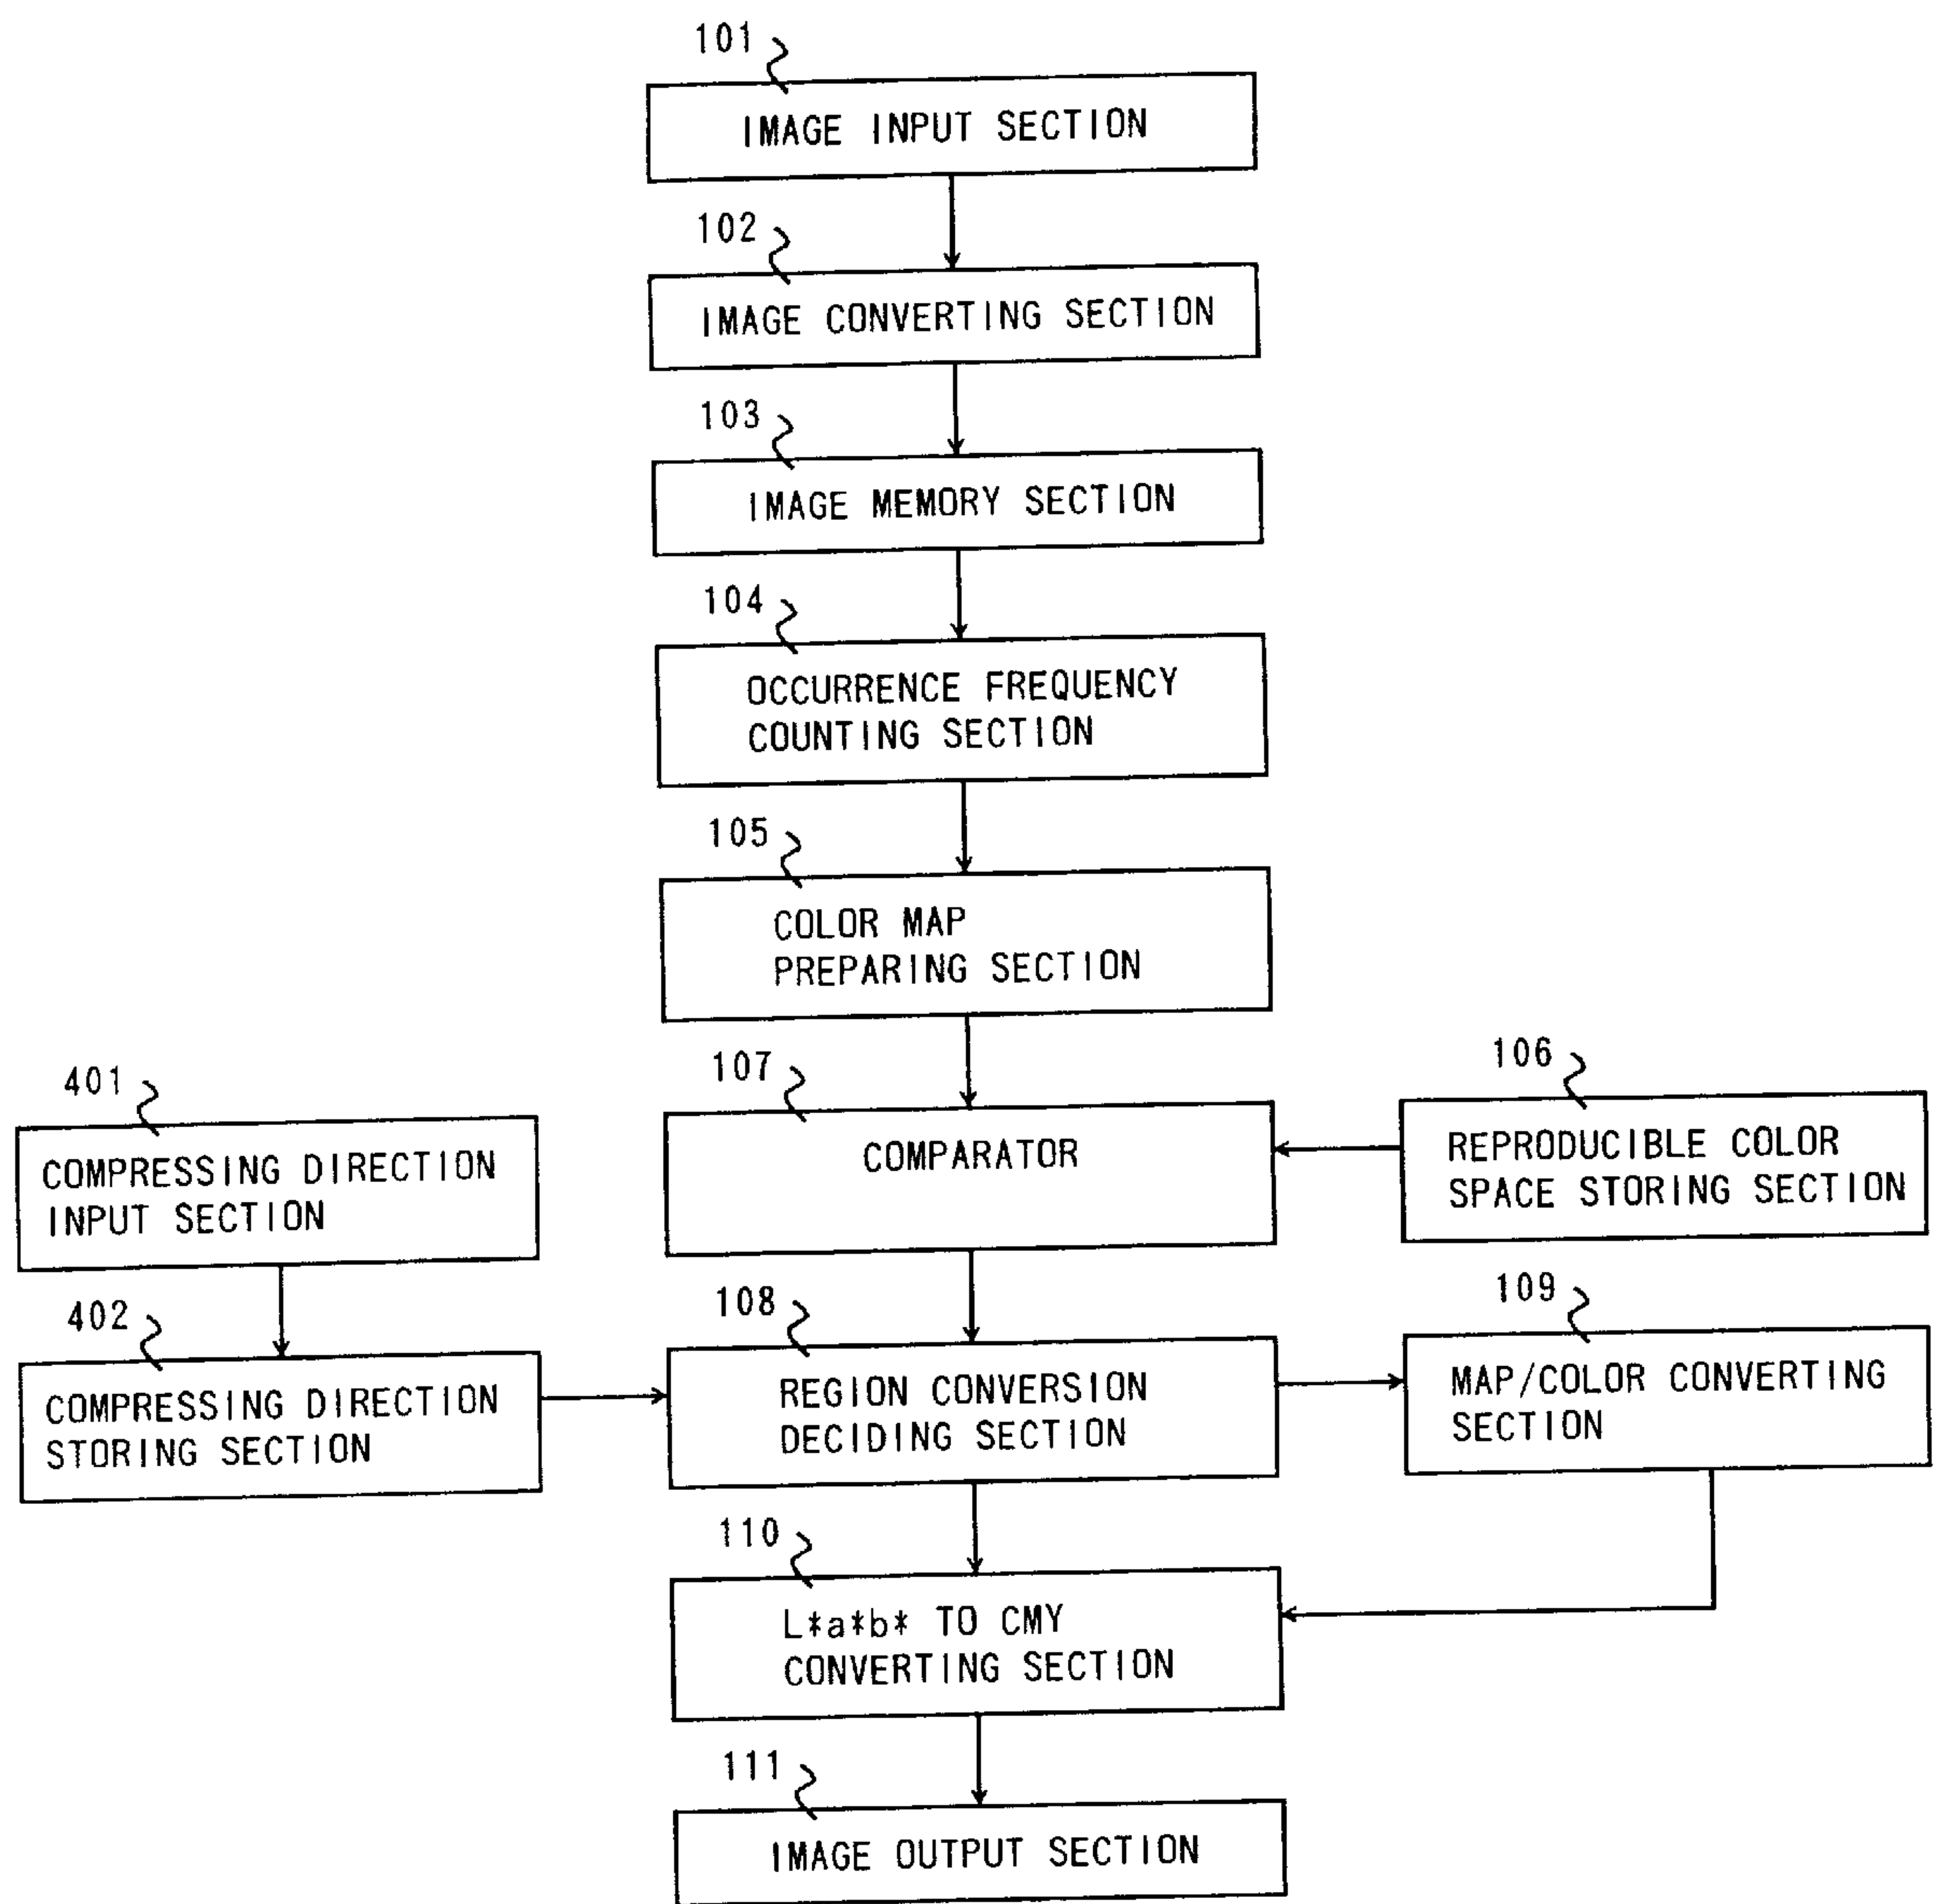 101
IMAGE INPUT SECTION
102
IMAGE CONVERTING SECTION
103
IMAGE MEMORY SECTION
104
OCCURRENCE FREQUENCY
COUNTING SECTION
105
COLOR MAP
PREPARING SECTION
401
COMPRESSING DIRECTION
INPUT SECTION
107
COMPARATOR
106
REPRODUCIBLE COLOR
SPACE STORING SECTION
402
COMPRESSING DIRECTION
STORING SECTION
108
REGION CONVERSION
DECIDING SECTION
109
MAP/COLOR CONVERTING
SECTION
110
L*a*b* TO CMY
CONVERTING SECTION
111
IMAGE OUTPUT SECTION